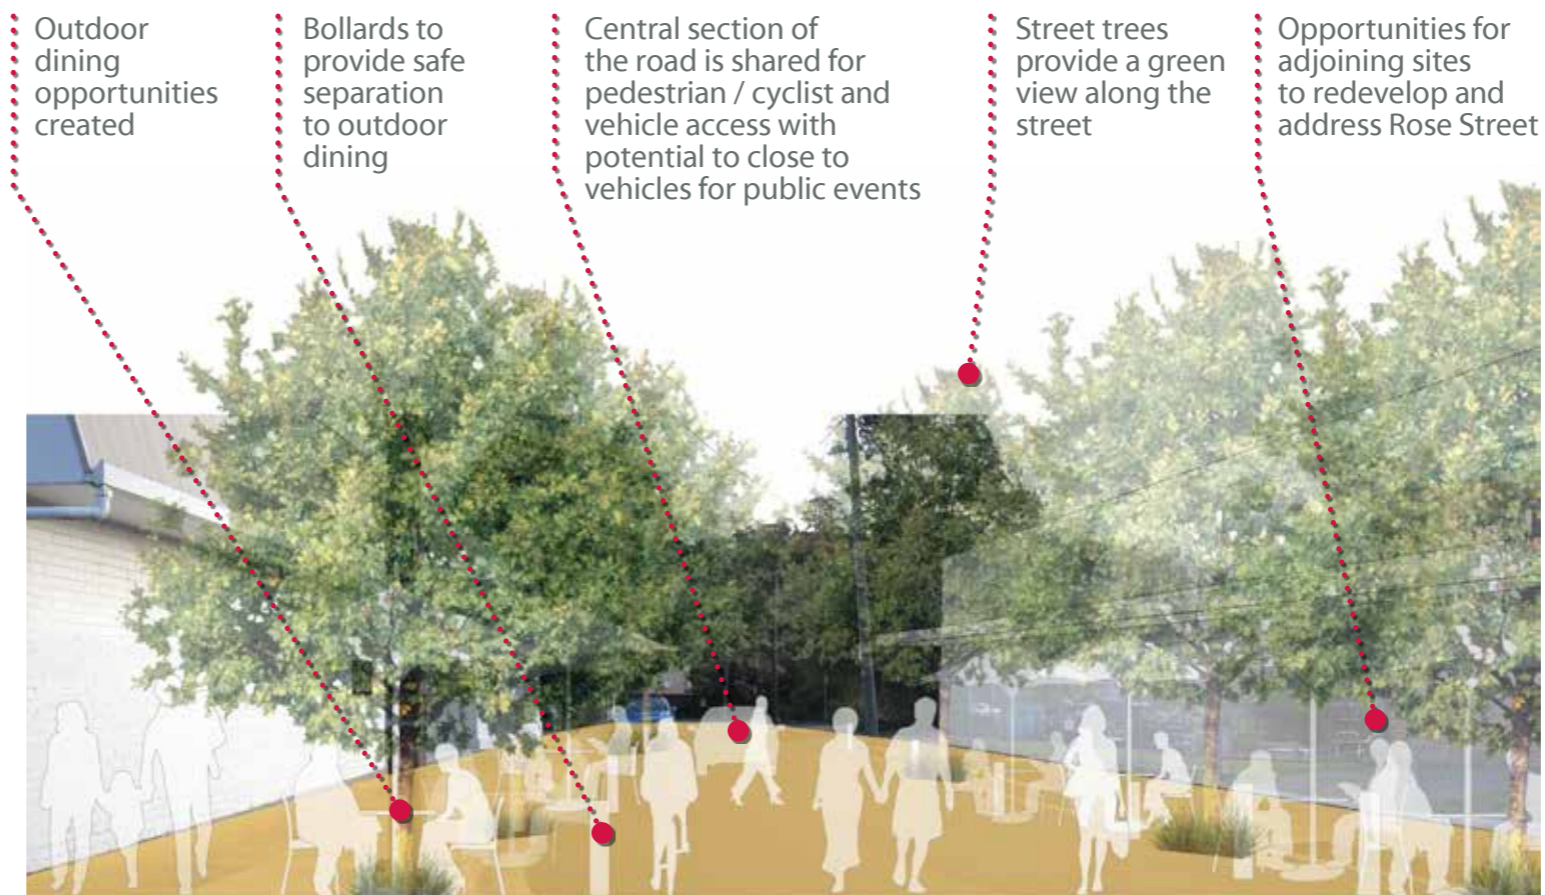 Outdoor
dining
opportunities
created
Bollards to
provide safe
separation
to outdoor
dining
Central section of
the road is shared for
pedestrian / cyclist and
vehicle access with
potential to close to
vehicles for public events
Street trees
provide a green
view along the
street
Opportunities for
adjoining sites
to redevelop and
address Rose Street